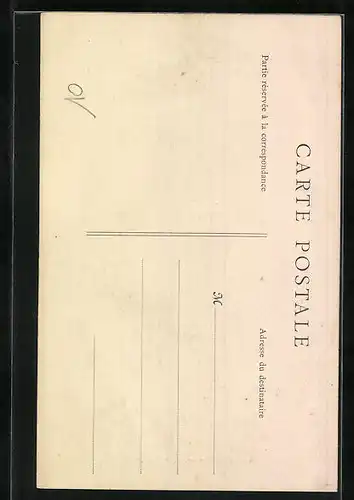 CARTE POSTALE
Partie réservée à la correspondance
Adresse du destinataire
M